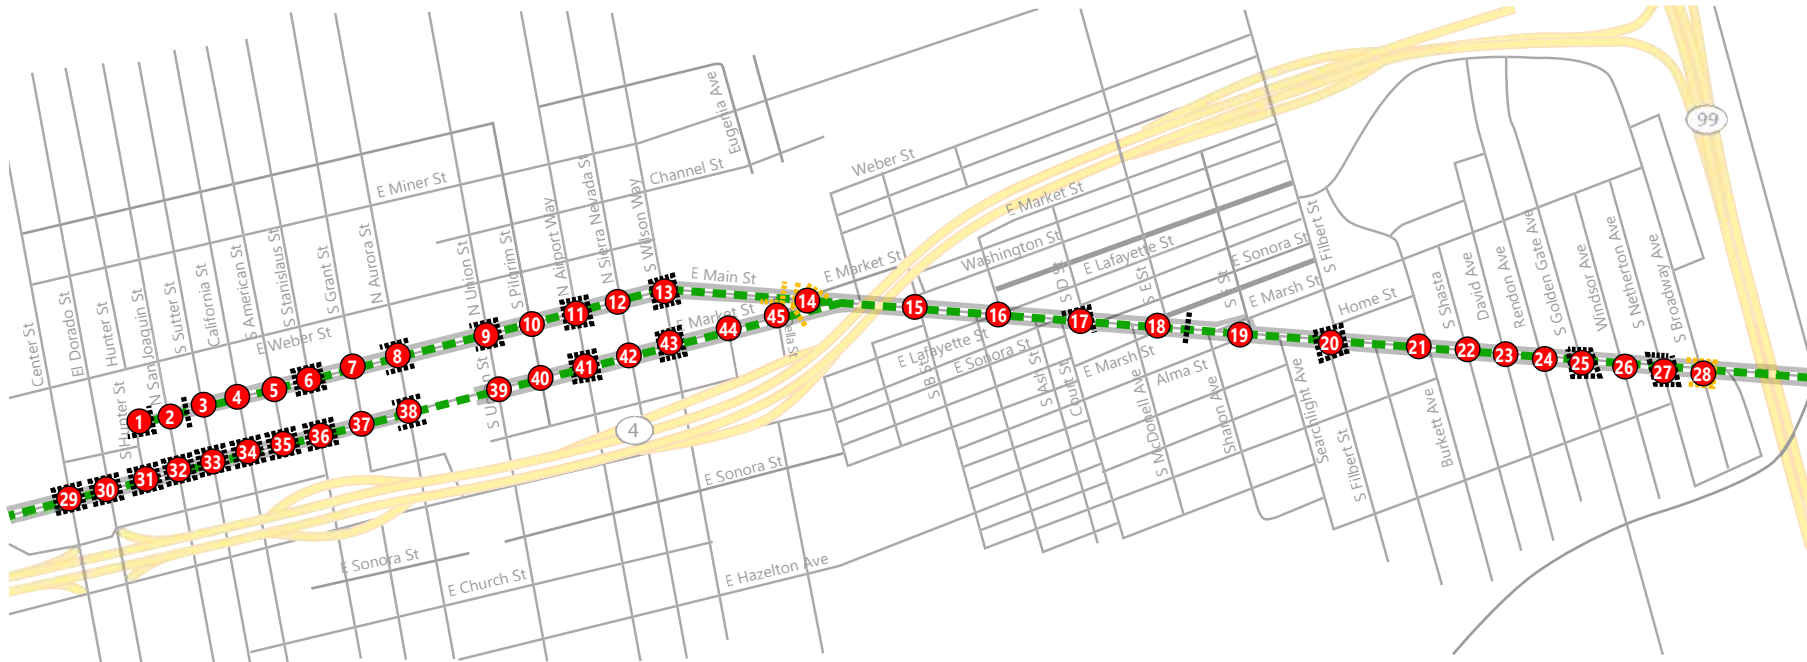 99
Eugenia Ave
Weber St
E Miner St
Channel St
E Market St
N Airport Way
N Sierra Nevada St
S Wilson Way
S Filbert St
N Union St
S Pilgrim St
N Aurora St
S Grant St
S Stanislaus St
S American St
California St
S Sutter St
N San Joaquin St
Hunter St
El Dorado St
Center St
Washington St
E Lafayette St
E Sonora St
E Marsh St
Home St
S D St
S E St
S F St
S Shasta
David Ave
Rendon Ave
S Golden Gate Ave
Windsor Ave
S Netherton Ave
S Broadway Ave
E Main St
E Market St
E Market St
E Weber St
13
12
11
10
9
8
7
6
5
4
3
2
1
14
45
44
43
42
41
40
39
38
37
36
35
34
33
32
31
30
29
15
16
17
18
19
20
21
22
23
24
25
26
27
28
S Hunter St
S Union St
E Lafayette St
E Sonora St
E Marsh St
Alma St
S B St
S Ash St
Court St
S McDonell Ave
Sharon Ave
Searchlight Ave
S Filbert St
Burkett Ave
4
E Sonora St
E Sonora St
E Church St
E Hazelton Ave